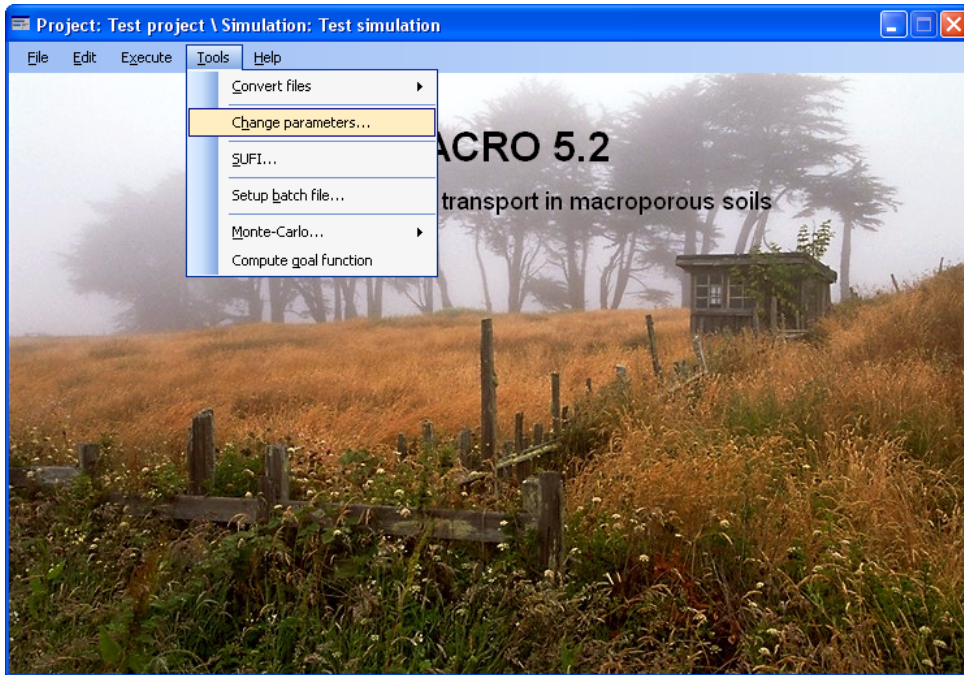 Project: Test project \ Simulation: Test simulation
File Edit Execute Tools Help
Convert files
Change parameters...
SUFI...
Setup batch file...
Monte-Carlo...
Compute goal function
ACRO 5.2
transport in macroporous soils